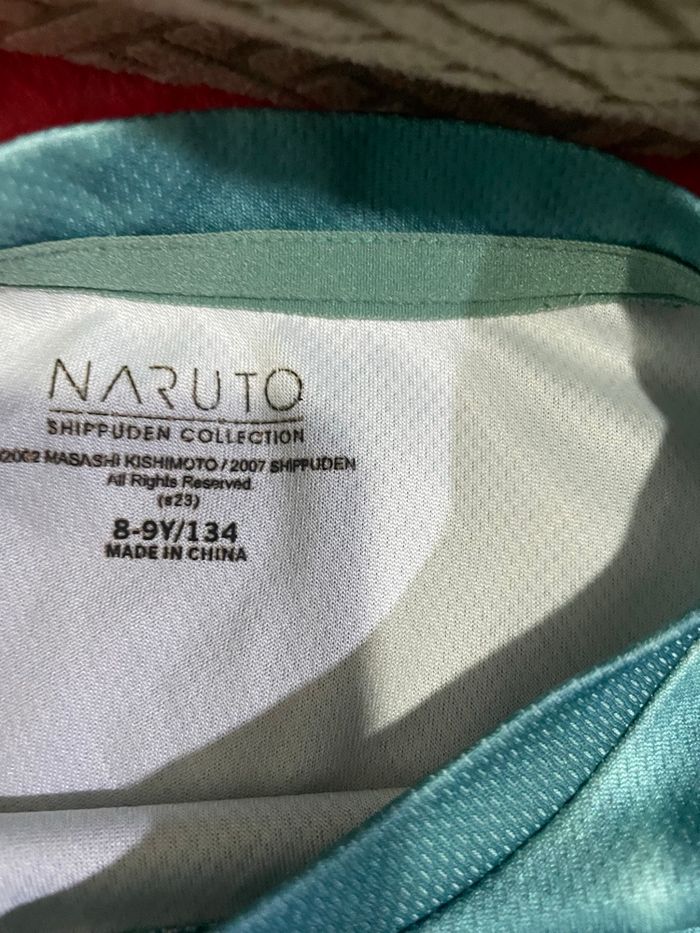 NARUTO
SHIPPUDEN COLLECTION
2002 MASASHI KISHIMOTO / 2007 SHIPPUDEN
All Rights Reserved
(s23)
8-9Y/134
MADE IN CHINA